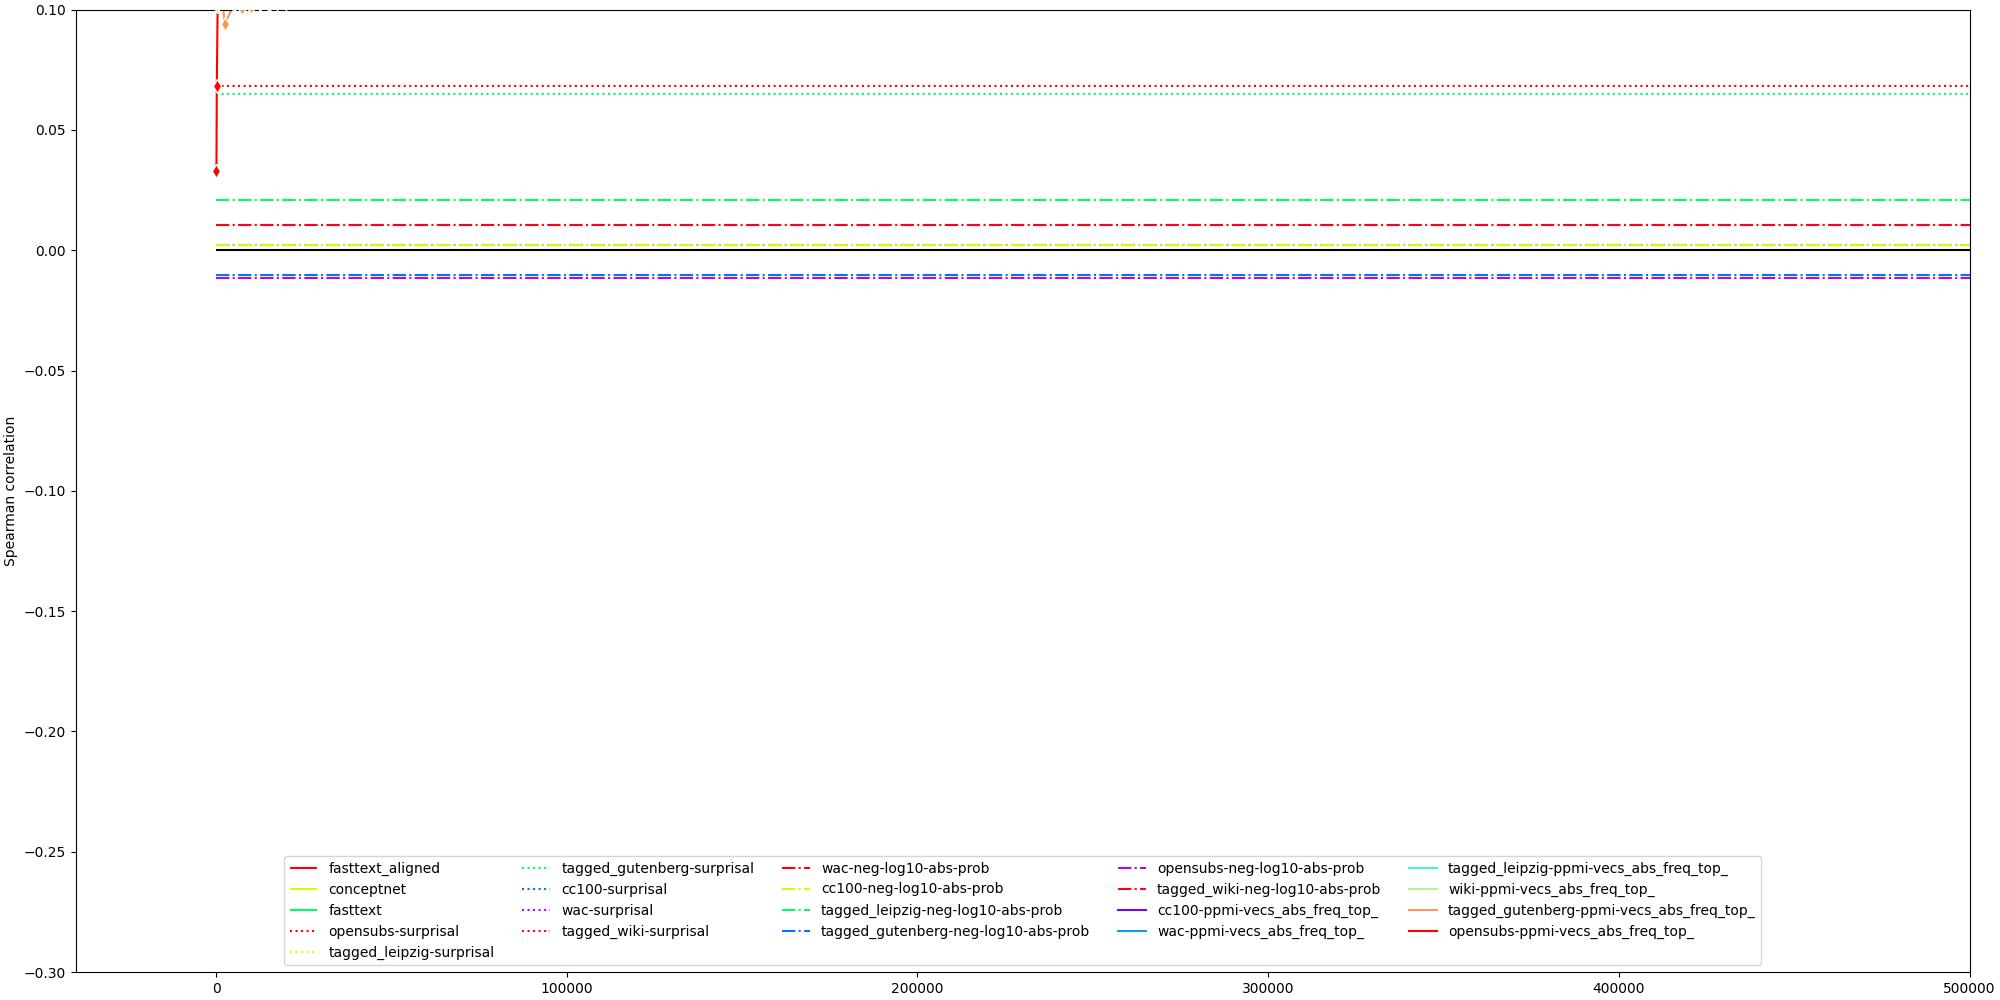 0.10
0.05
0.00
−0.05
−0.10
−0.15
−0.20
−0.25
−0.30
Spearman correlation
fasttext_aligned
conceptnet
fasttext
opensubs-surprisal
tagged_leipzig-surprisal
tagged_gutenberg-surprisal
cc100-surprisal
wac-surprisal
tagged_wiki-surprisal
wac-neg-log10-abs-prob
cc100-neg-log10-abs-prob
tagged_leipzig-neg-log10-abs-prob
tagged_gutenberg-neg-log10-abs-prob
opensubs-neg-log10-abs-prob
tagged_wiki-neg-log10-abs-prob
cc100-ppmi-vecs_abs_freq_top_
wac-ppmi-vecs_abs_freq_top_
tagged_leipzig-ppmi-vecs_abs_freq_top_
wiki-ppmi-vecs_abs_freq_top_
tagged_gutenberg-ppmi-vecs_abs_freq_top_
opensubs-ppmi-vecs_abs_freq_top_
0
100000
200000
300000
400000
500000